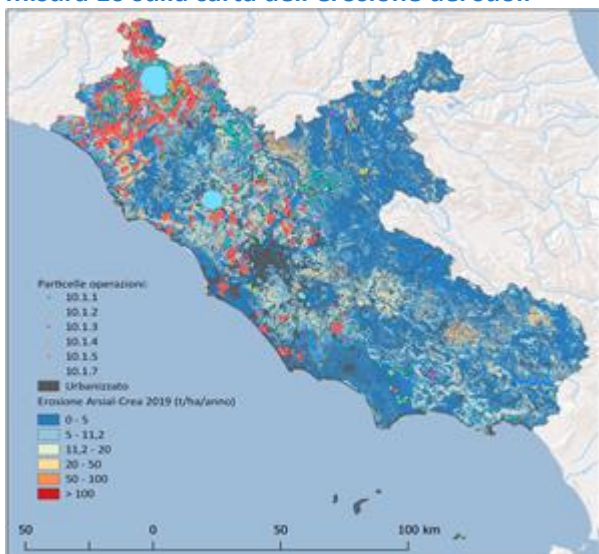 Misura 10 sulla carta dell'erosione dei suoli
Particelle operazioni:
10.1.1
10.1.2
10.1.3
10.1.4
10.1.5
10.1.7
Urbanizzato
Erosione Arsial-Crea 2019 (t/ha/anno)
0 - 5
5 - 11,2
11,2 - 20
20 - 50
50 - 100
> 100
50 0 50 100 km